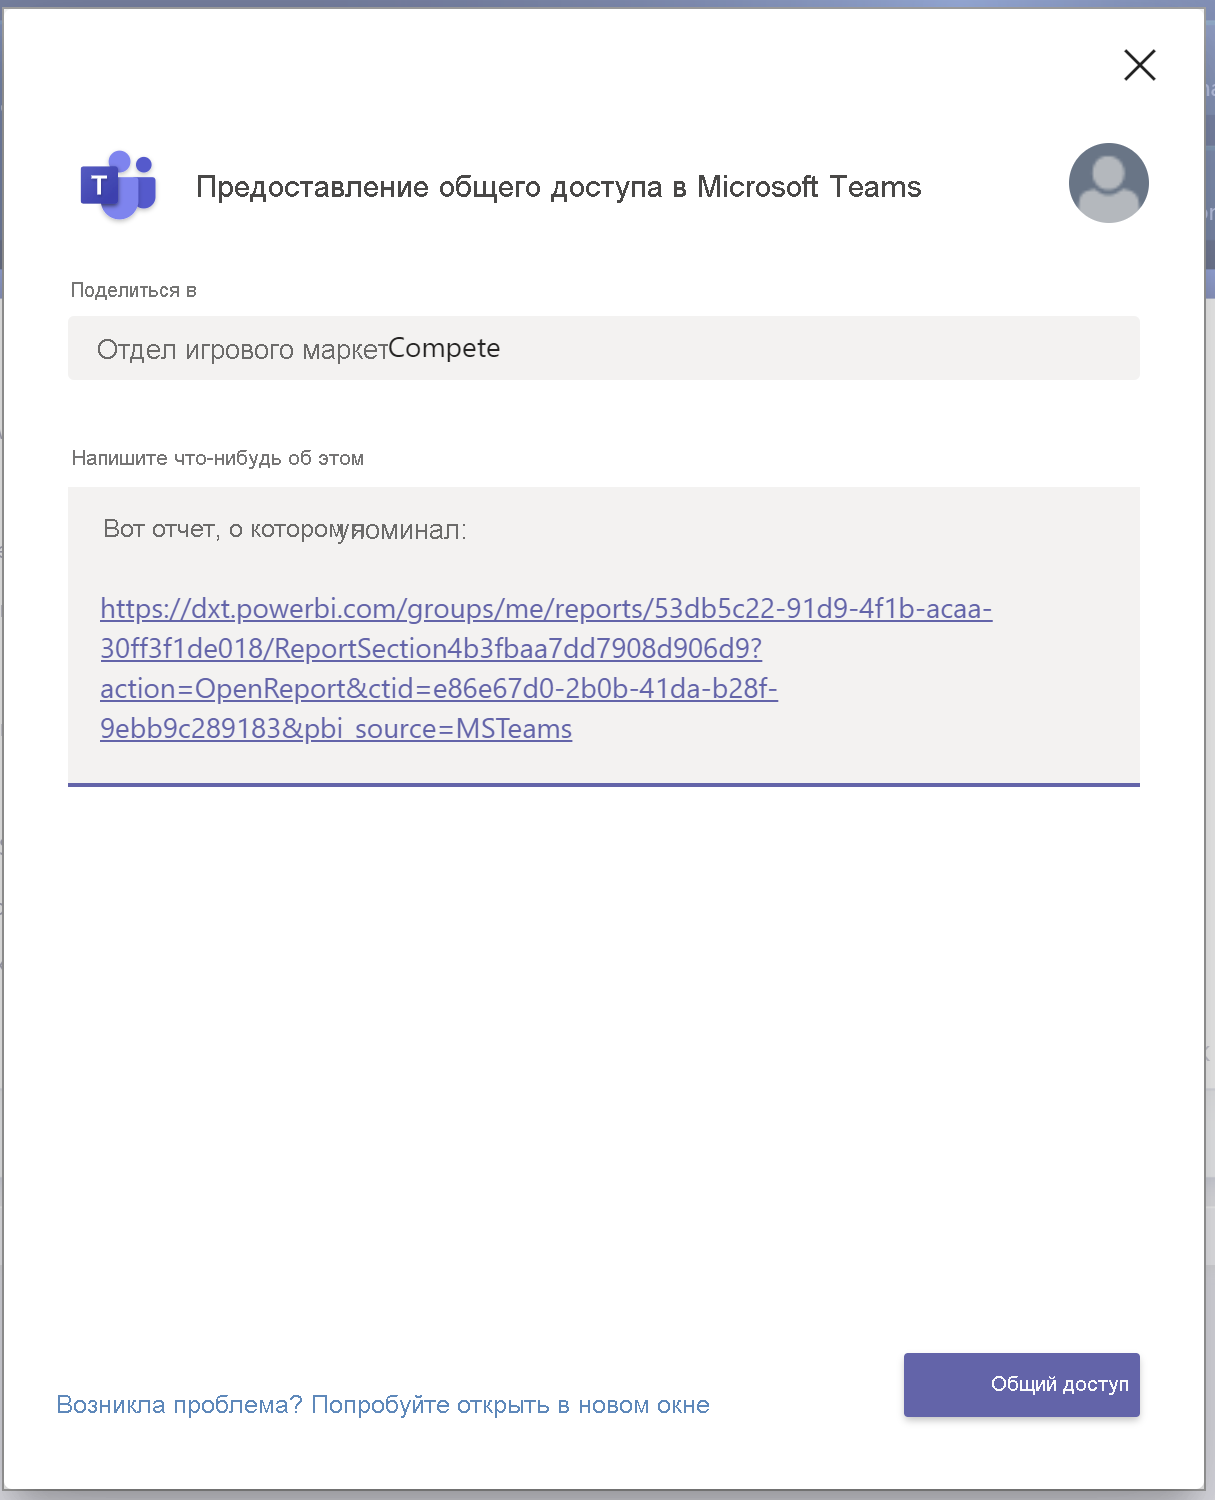 T
Предоставление общего доступа в Microsoft Teams
Поделиться в
Отдел игрового маркетCompete
Напишите что-нибудь об этом
Вот отчет, о котором упоминал:
https://dxt.powerbi.com/groups/me/reports/53db5c22-91d9-4f1b-acaa-
30ff3f1de018/ReportSection4b3fbaa7dd7908d906d9?
action=OpenReport&ctid=e86e67d0-2b0b-41da-b28f-
9ebb9c289183&pbi_source=MSTeams
Общий доступ
Возникла проблема? Попробуйте открыть в новом окне